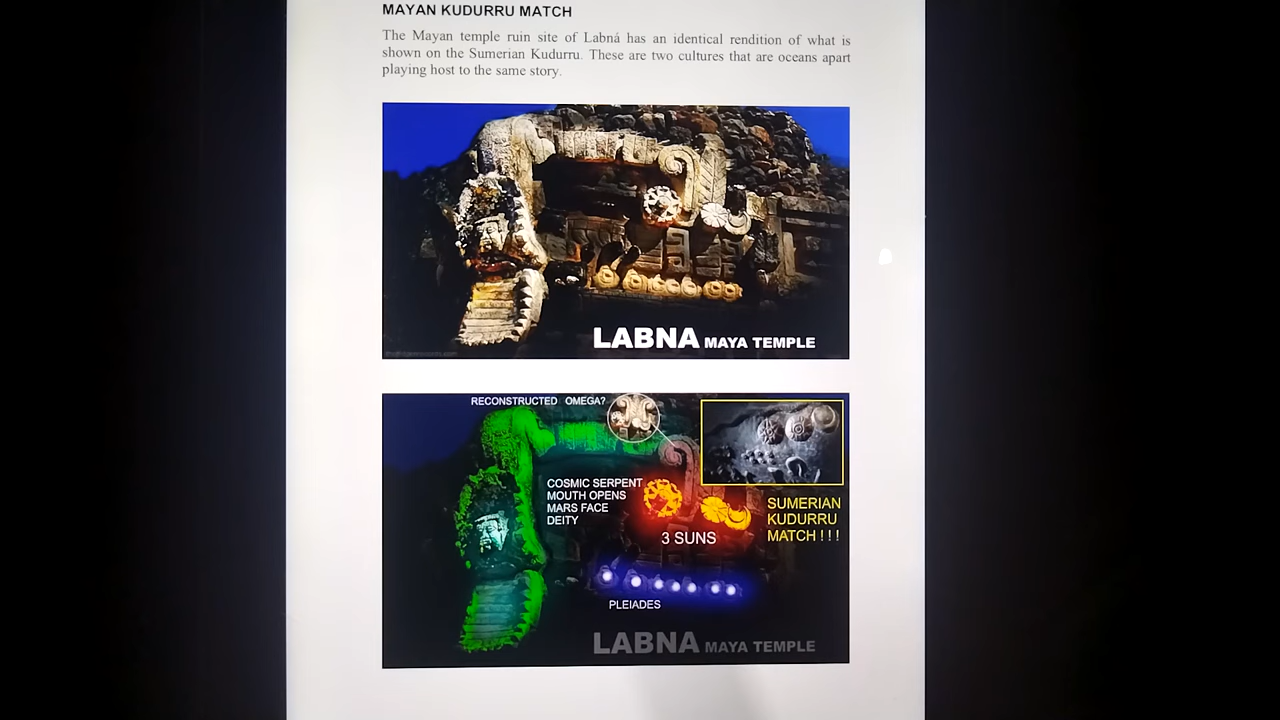 MAYAN KUDURRU MATCH
The Mayan temple ruin site of Labná has an identical rendition of what is
shown on the Sumerian Kudurru. These are two cultures that are oceans apart
playing host to the same story.
LABNA MAYA TEMPLE
RECONSTRUCTED OMEGA?
COSMIC SERPENT
MOUTH OPENS
MARS FACE
DEITY
3 SUNS
SUMERIAN
KUDURRU
MATCH ! ! !
PLEIADES
LABNA MAYA TEMPLE